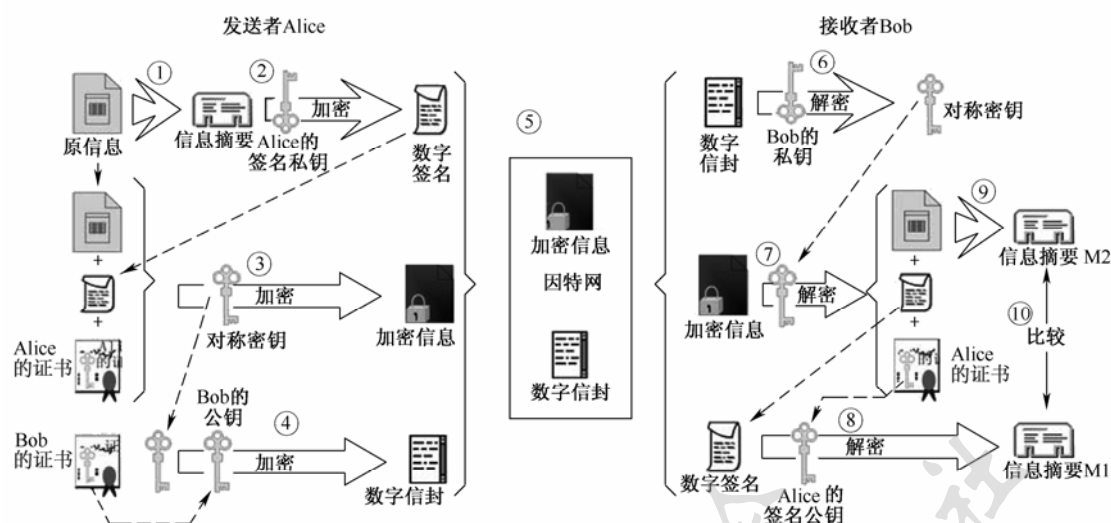 发送者Alice
接收者Bob
①
②
加密
原信息
信息摘要
Alice的
签名私钥
数字
签名
+
+
③
加密
对称密钥
加密信息
Alice
的证书
Bob
的证书
Bob的
公钥
④
加密
数字信封
⑤
加密信息
因特网
数字信封
数字
信封
⑥
解密
Bob的
私钥
对称密钥
⑦
解密
加密信息
+
+
Alice
的证书
⑨
信息摘要 M2
⑩
比较
数字签名
⑧
解密
Alice 的
签名公钥
信息摘要M1
社